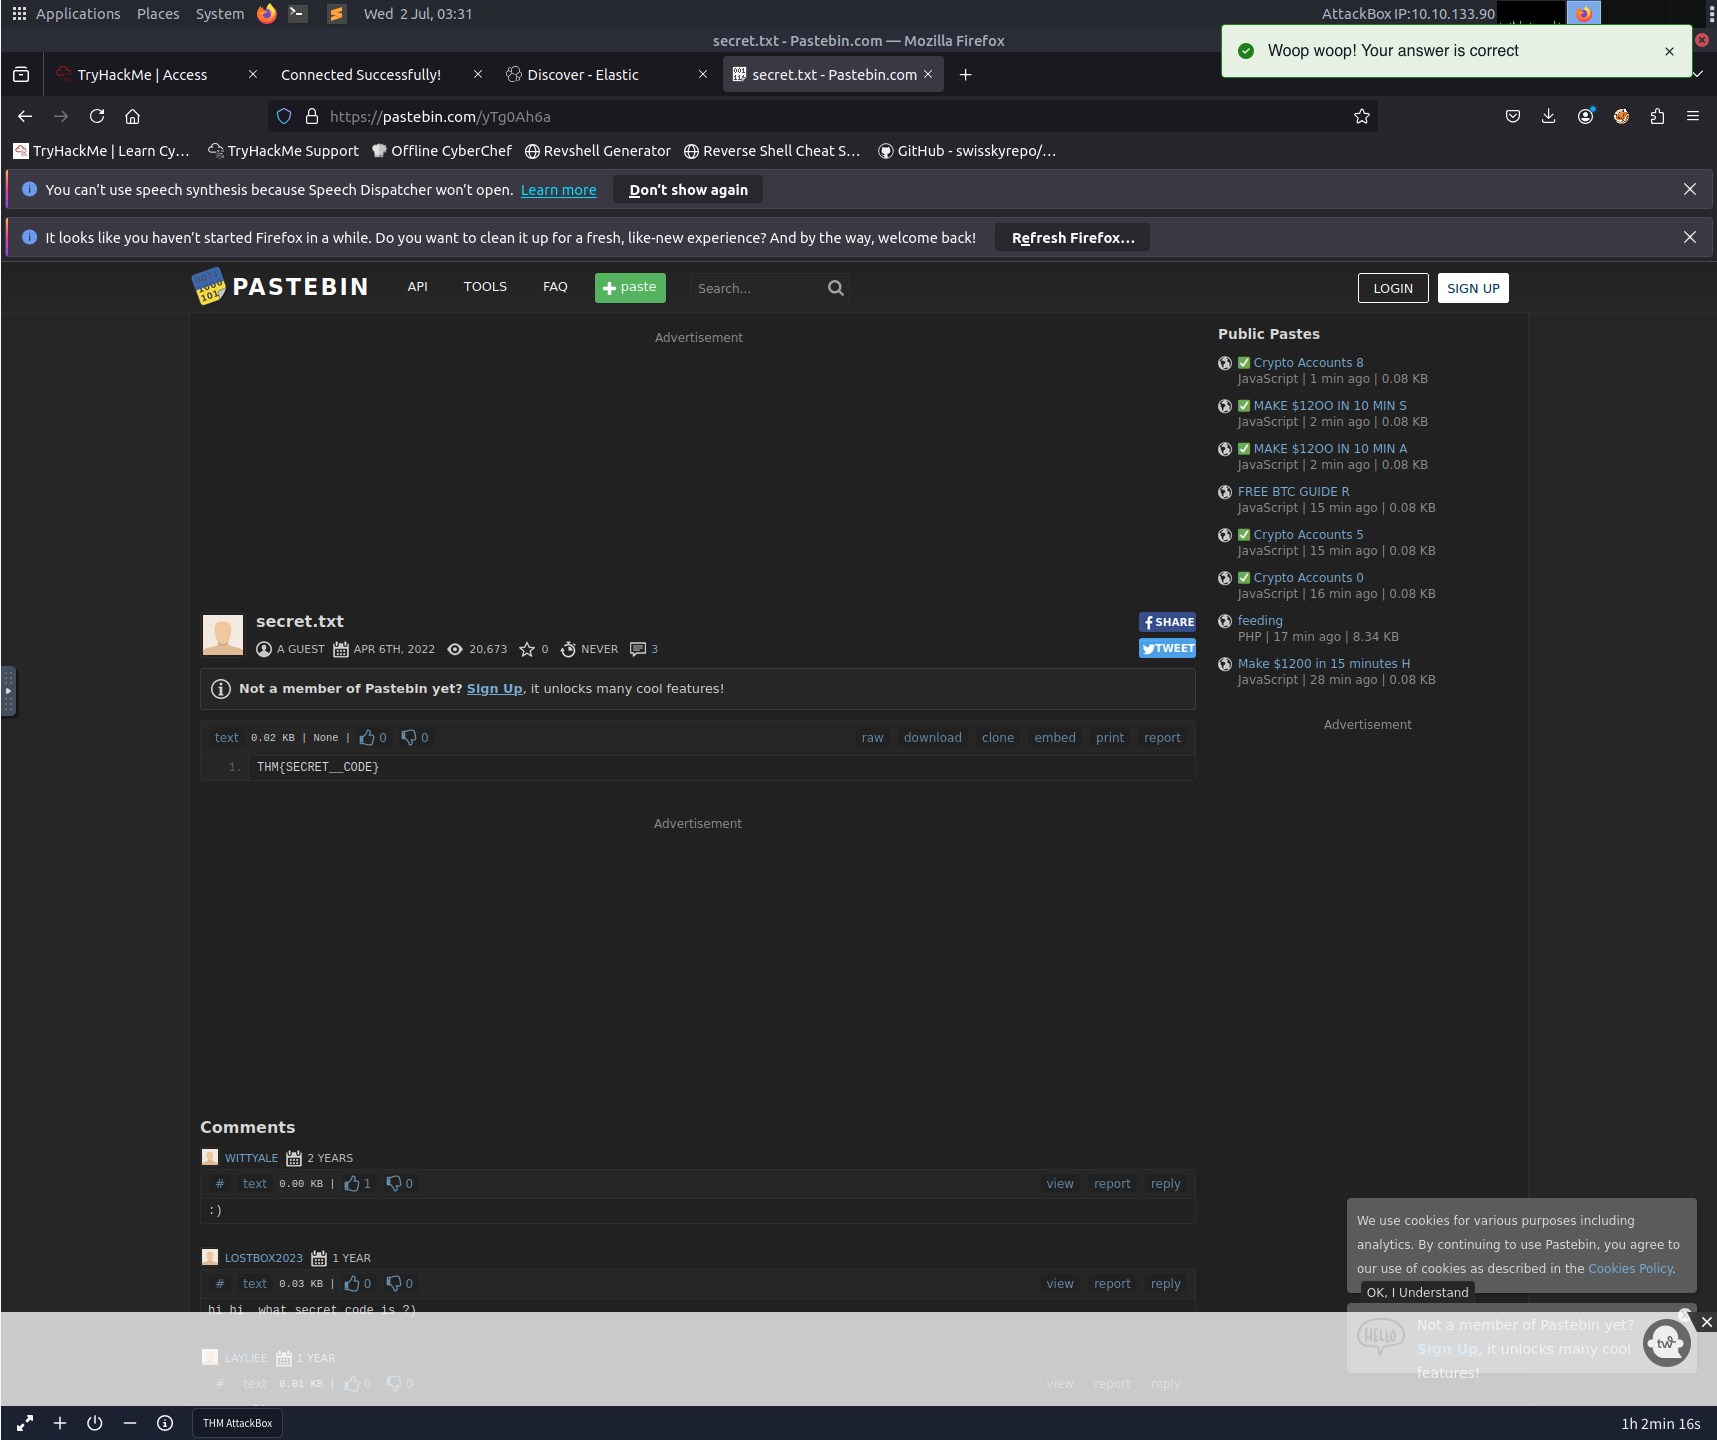 Applications Places System Wed 2 Jul, 03:31 AttackBox IP:10.10.133.90
secret.txt - Pastebin.com — Mozilla Firefox
Woop woop! Your answer is correct
TryHackMe | Access Connected Successfully! Discover - Elastic secret.txt - Pastebin.com
https://pastebin.com/yTg0Ah6a
TryHackMe | Learn Cy... TryHackMe Support Offline CyberChef Revshell Generator Reverse Shell Cheat S... GitHub - swisskyrepo/...
You can't use speech synthesis because Speech Dispatcher won't open. Learn more Don't show again
It looks like you haven't started Firefox in a while. Do you want to clean it up for a fresh, like-new experience? And by the way, welcome back! Refresh Firefox...
PASTEBIN API TOOLS FAQ paste Search... LOGIN SIGN UP
Advertisement
Public Pastes
Crypto Accounts 8
JavaScript | 1 min ago | 0.08 KB
MAKE $12OO IN 10 MIN S
JavaScript | 2 min ago | 0.08 KB
MAKE $12OO IN 10 MIN A
JavaScript | 2 min ago | 0.08 KB
FREE BTC GUIDE R
JavaScript | 15 min ago | 0.08 KB
Crypto Accounts 5
JavaScript | 15 min ago | 0.08 KB
Crypto Accounts 0
JavaScript | 16 min ago | 0.08 KB
feeding
PHP | 17 min ago | 8.34 KB
Make $1200 in 15 minutes H
JavaScript | 28 min ago | 0.08 KB
Advertisement
secret.txt
SHARE
A GUEST APR 6TH, 2022 20,673 0 NEVER 3
TWEET
Not a member of Pastebin yet? Sign Up, it unlocks many cool features!
text 0.02 KB | None | 0 0 raw download clone embed print report
1. THM{SECRET__CODE}
Advertisement
Comments
WITTYALE 2 YEARS
# text 0.00 KB | 1 0 view report reply
:)
LOSTBOX2023 1 YEAR
# text 0.03 KB | 0 0 view report reply
hi hi what secret code is ?)
LAYLIEE 1 YEAR
# text 0.01 KB | 0 0 view report reply
We use cookies for various purposes including
analytics. By continuing to use Pastebin, you agree to
our use of cookies as described in the Cookies Policy.
OK, I Understand
HELLO
Not a member of Pastebin yet?
Sign Up, it unlocks many cool
features!
THM AttackBox 1h 2min 16s